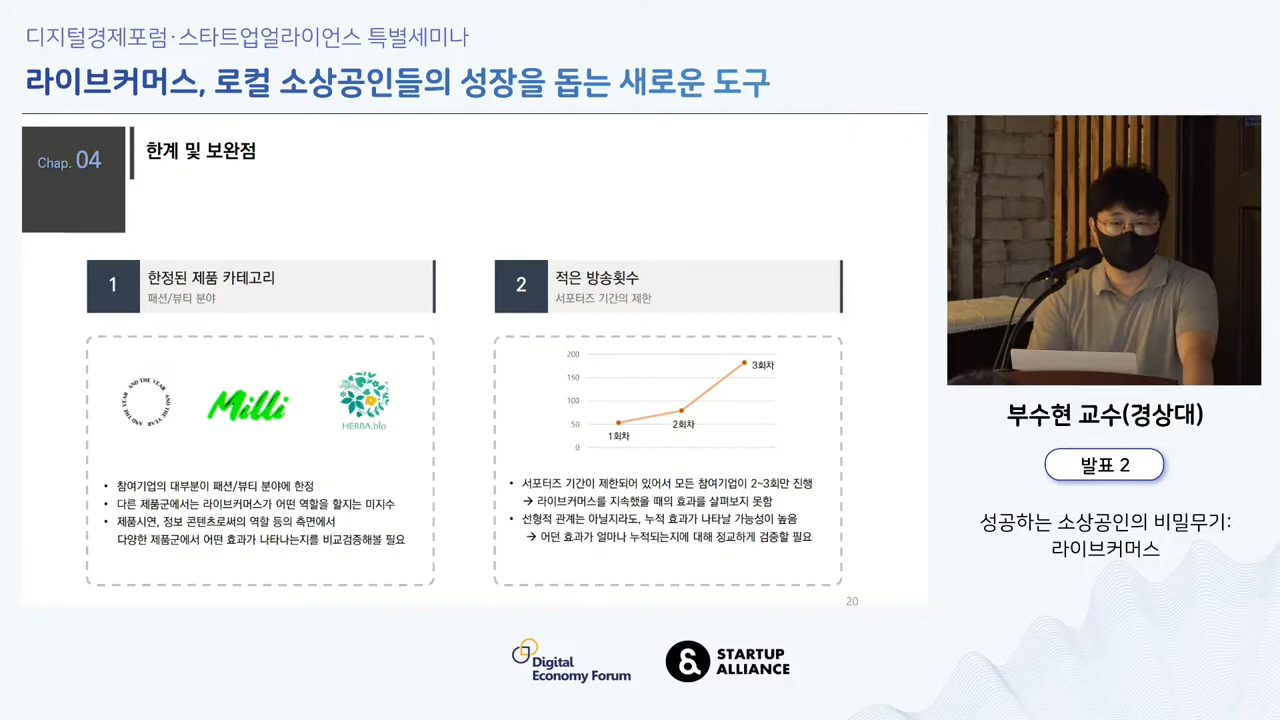 디지털경제포럼·스타트업얼라이언스 특별세미나
라이브커머스, 로컬 소상공인들의 성장을 돕는 새로운 도구
Chap. 04
한계 및 보완점
1
한정된 제품 카테고리
패션/뷰티 분야
AND THE YEAR AND THE YEAR AND THE YEAR
Milli
HERBA.bio
• 참여기업의 대부분이 패션/뷰티 분야에 한정
• 다른 제품군에서는 라이브커머스가 어떤 역할을 할지는 미지수
• 제품시연, 정보 콘텐츠로써의 역할 등의 측면에서
다양한 제품군에서 어떤 효과가 나타나는지를 비교검증해볼 필요
2
적은 방송횟수
서포터즈 기간의 제한
200
150
100
50
0
1회차
2회차
3회차
• 서포터즈 기간이 제한되어 있어서 모든 참여기업이 2~3회만 진행
→ 라이브커머스를 지속했을 때의 효과를 살펴보지 못함
• 선형적 관계는 아닐지라도, 누적 효과가 나타날 가능성이 높음
→ 어떤 효과가 얼마나 누적되는지에 대해 정교하게 검증할 필요
20
부수현 교수(경상대)
발표 2
성공하는 소상공인의 비밀무기:
라이브커머스
Digital
Economy Forum
STARTUP
ALLIANCE